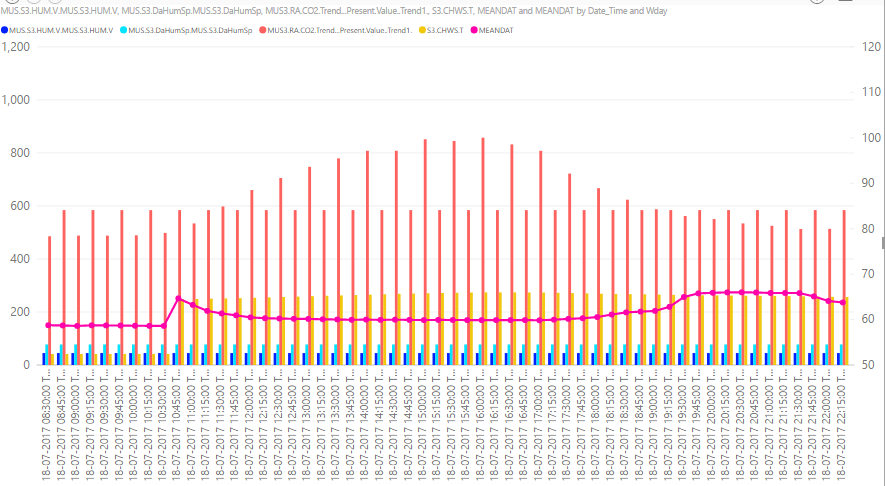 MUS.S3.HUM.V.MUS.S3.HUM.V, MUS.S3.DaHumSp.MUS.S3.DaHumSp, MUS3.RA.CO2.Trend...Present.Value..Trend1., S3.CHWS.T, MEANDAT and MEANDAT by Date_Time and Wday
MUS.S3.HUM.V.MUS.S3.HUM.V MUS.S3.DaHumSp.MUS.S3.DaHumSp MUS3.RA.CO2.Trend...Present.Value..Trend1. S3.CHWS.T MEANDAT
1,200
1,000
800
600
400
200
0
120
110
100
90
80
70
60
50
18-07-2017 08:30:00 T...
18-07-2017 08:45:00 T...
18-07-2017 09:00:00 T...
18-07-2017 09:15:00 T...
18-07-2017 09:30:00 T...
18-07-2017 09:45:00 T...
18-07-2017 10:00:00 T...
18-07-2017 10:15:00 T...
18-07-2017 10:30:00 T...
18-07-2017 10:45:00 T...
18-07-2017 11:00:00 T...
18-07-2017 11:15:00 T...
18-07-2017 11:30:00 T...
18-07-2017 11:45:00 T...
18-07-2017 12:00:00 T...
18-07-2017 12:15:00 T...
18-07-2017 12:30:00 T...
18-07-2017 12:45:00 T...
18-07-2017 13:00:00 T...
18-07-2017 13:15:00 T...
18-07-2017 13:30:00 T...
18-07-2017 13:45:00 T...
18-07-2017 14:00:00 T...
18-07-2017 14:15:00 T...
18-07-2017 14:30:00 T...
18-07-2017 14:45:00 T...
18-07-2017 15:00:00 T...
18-07-2017 15:15:00 T...
18-07-2017 15:30:00 T...
18-07-2017 15:45:00 T...
18-07-2017 16:00:00 T...
18-07-2017 16:15:00 T...
18-07-2017 16:30:00 T...
18-07-2017 16:45:00 T...
18-07-2017 17:00:00 T...
18-07-2017 17:15:00 T...
18-07-2017 17:30:00 T...
18-07-2017 17:45:00 T...
18-07-2017 18:00:00 T...
18-07-2017 18:15:00 T...
18-07-2017 18:30:00 T...
18-07-2017 18:45:00 T...
18-07-2017 19:00:00 T...
18-07-2017 19:15:00 T...
18-07-2017 19:30:00 T...
18-07-2017 19:45:00 T...
18-07-2017 20:00:00 T...
18-07-2017 20:15:00 T...
18-07-2017 20:30:00 T...
18-07-2017 20:45:00 T...
18-07-2017 21:00:00 T...
18-07-2017 21:15:00 T...
18-07-2017 21:30:00 T...
18-07-2017 21:45:00 T...
18-07-2017 22:00:00 T...
18-07-2017 22:15:00 T...